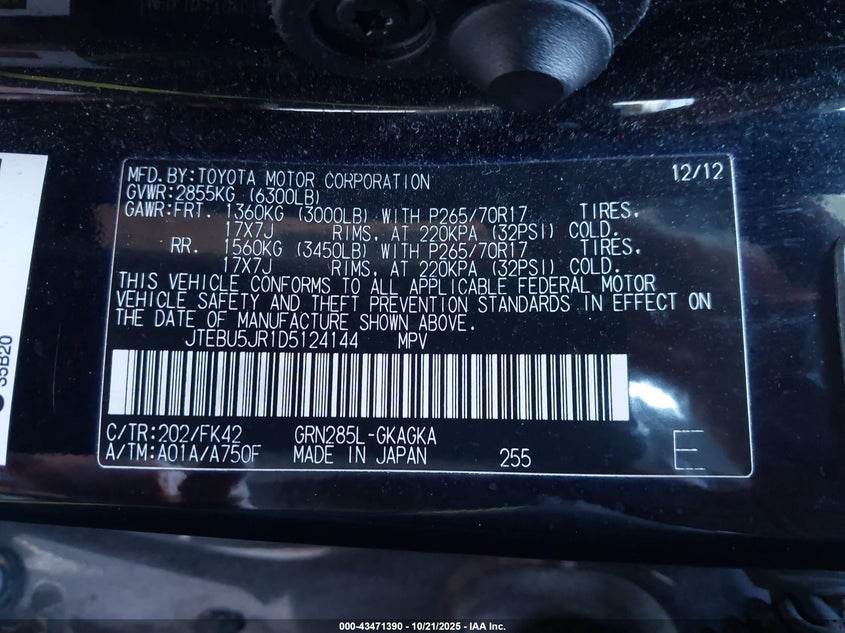 MFD.BY:TOYOTA MOTOR CORPORATION 12/12
GVWR:2855KG (6300LB)
GAWR:FRT. 1360KG (3000LB) WITH P265/70R17 TIRES.
17X7J RIMS. AT 220KPA (32PSI) COLD.
RR. 1560KG (3450LB) WITH P265/70R17 TIRES.
17X7J RIMS. AT 220KPA (32PSI) COLD.
THIS VEHICLE CONFORMS TO ALL APPLICABLE FEDERAL MOTOR
VEHICLE SAFETY AND THEFT PREVENTION STANDARDS IN EFFECT ON
THE DATE OF MANUFACTURE SHOWN ABOVE.
JTEBU5JR1D5124144 MPV
C/TR:202/FK42 GRN285L-GKAGKA
A/TM:A01A/A750F MADE IN JAPAN 255 E
35B20
000-43471390 - 10/21/2025 - IAA Inc.